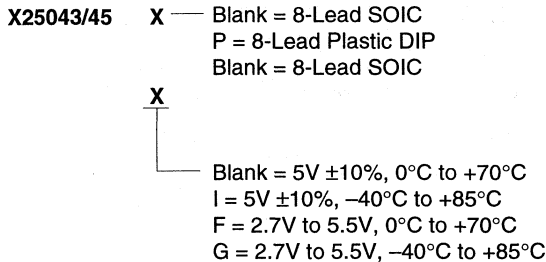 X25043/45 X Blank = 8-Lead SOIC
P = 8-Lead Plastic DIP
Blank = 8-Lead SOIC
X
Blank = 5V ±10%, 0°C to +70°C
I = 5V ±10%, –40°C to +85°C
F = 2.7V to 5.5V, 0°C to +70°C
G = 2.7V to 5.5V, –40°C to +85°C